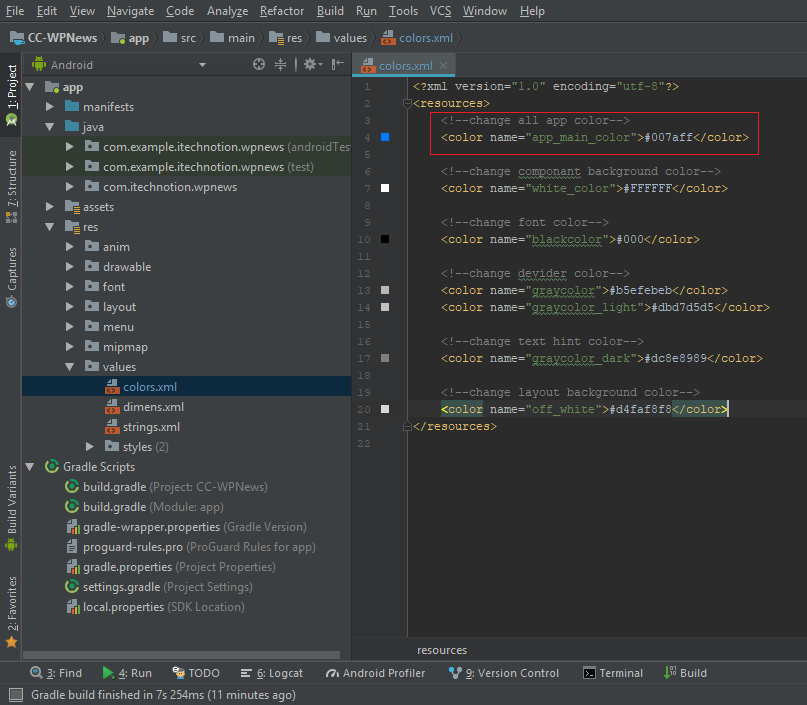 File Edit View Navigate Code Analyze Refactor Build Run Tools VCS Window Help
CC-WPNews app src main res values colors.xml
1: Project
Z: Structure
Captures
Build Variants
2: Favorites
Android
app
manifests
java
com.example.itechnotion.wpnews (androidTes
com.example.itechnotion.wpnews (test)
com.itechnotion.wpnews
assets
res
anim
drawable
font
layout
menu
mipmap
values
colors.xml
dimens.xml
strings.xml
styles (2)
Gradle Scripts
build.gradle (Project: CC-WPNews)
build.gradle (Module: app)
gradle-wrapper.properties (Gradle Version)
proguard-rules.pro (ProGuard Rules for app)
gradle.properties (Project Properties)
settings.gradle (Project Settings)
local.properties (SDK Location)
colors.xml
1 <?xml version="1.0" encoding="utf-8"?>
2 <resources>
3 <!--change all app color-->
4 <color name="app_main_color">#007aff</color>
5
6 <!--change componant background color-->
7 <color name="white_color">#FFFFFF</color>
8
9 <!--change font color-->
10 <color name="blackcolor">#000</color>
11
12 <!--change devider color-->
13 <color name="graycolor">#b5efebeb</color>
14 <color name="graycolor_light">#dbd7d5d5</color>
15
16 <!--change text hint color-->
17 <color name="graycolor_dark">#dc8e8989</color>
18
19 <!--change layout background color-->
20 <color name="off_white">#d4faf8f8</color>
21 </resources>
22
resources
3: Find 4: Run TODO 6: Logcat Android Profiler 9: Version Control Terminal Build
Gradle build finished in 7s 254ms (11 minutes ago)